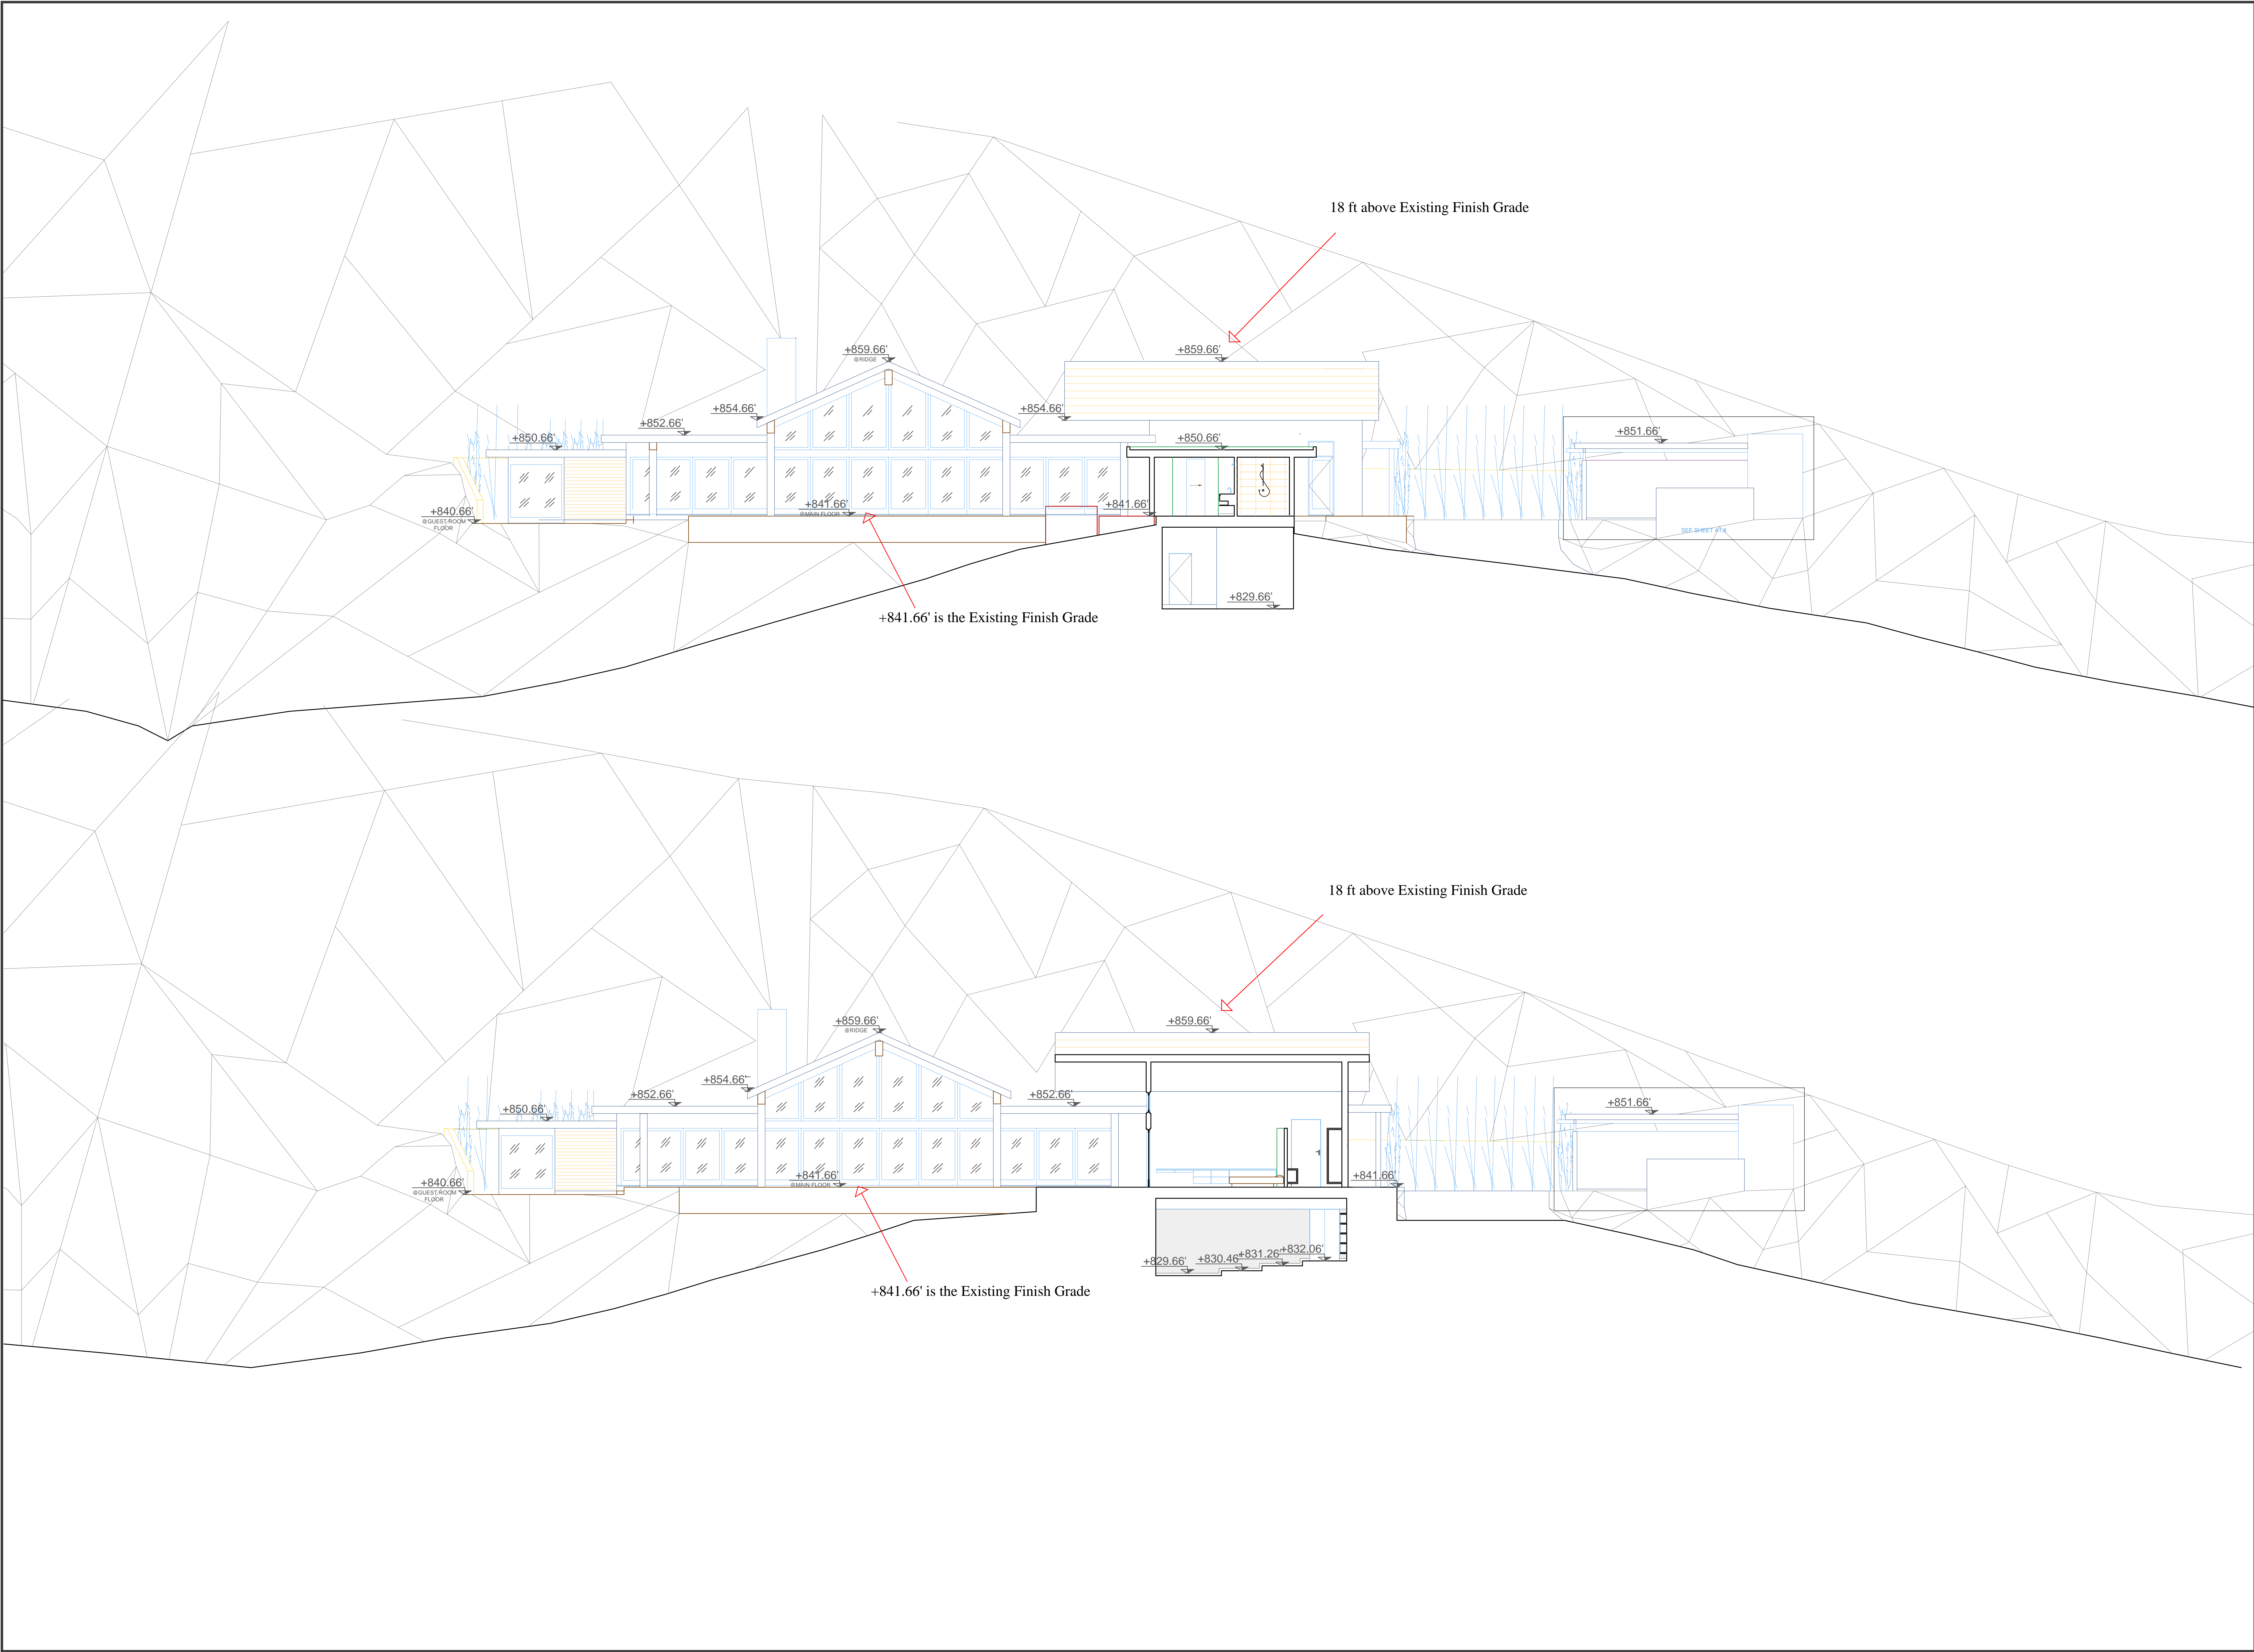 18 ft above Existing Finish Grade
+859.66'
@RIDGE
+859.66'
+854.66'
+854.66'
+852.66'
+850.66'
+850.66'
+851.66'
+841.66'
@MAIN FLOOR
+841.66'
+840.66'
@GUEST ROOM
FLOOR
SEE SHEET A7.8
+829.66'
+841.66' is the Existing Finish Grade
18 ft above Existing Finish Grade
+859.66'
@RIDGE
+859.66'
+854.66'
+852.66'
+852.66'
+850.66'
+851.66'
+841.66'
@MAIN FLOOR
+841.66'
+840.66'
@GUEST ROOM
FLOOR
+829.66'
+830.46'
+831.26'
+832.06'
+841.66' is the Existing Finish Grade